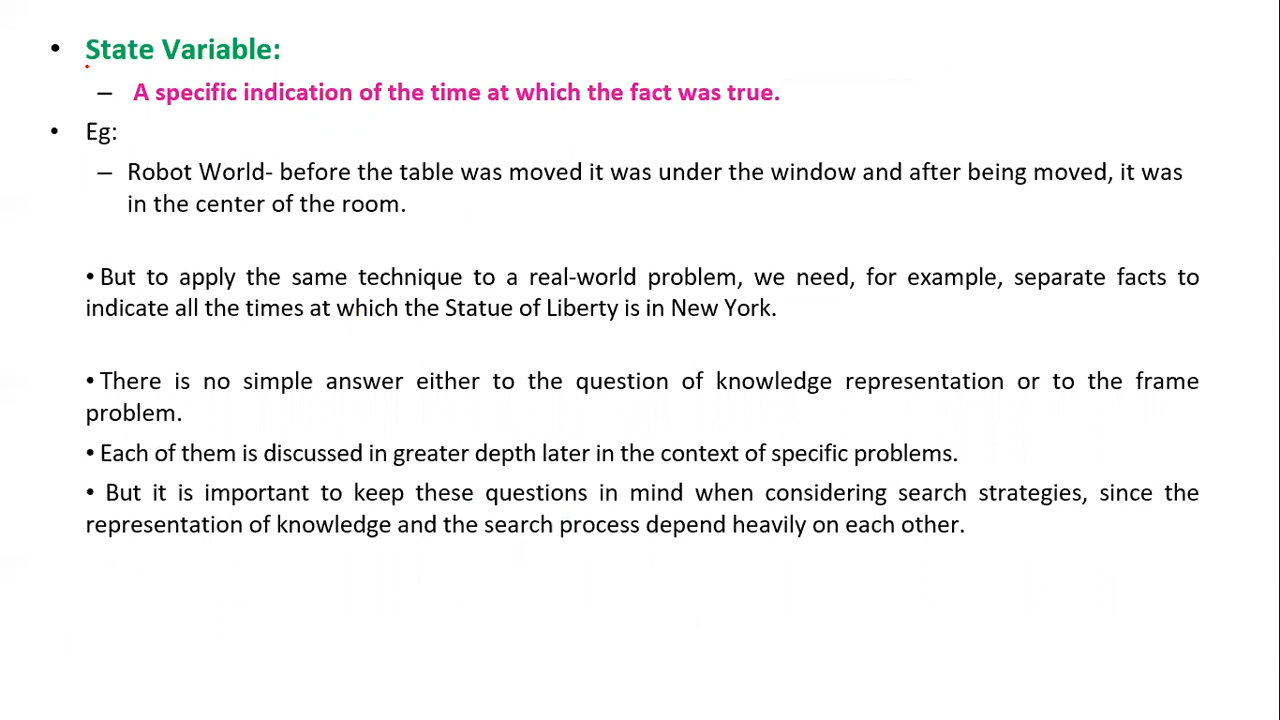 • State Variable:
– A specific indication of the time at which the fact was true.
• Eg:
– Robot World- before the table was moved it was under the window and after being moved, it was
in the center of the room.
• But to apply the same technique to a real-world problem, we need, for example, separate facts to
indicate all the times at which the Statue of Liberty is in New York.
• There is no simple answer either to the question of knowledge representation or to the frame
problem.
• Each of them is discussed in greater depth later in the context of specific problems.
• But it is important to keep these questions in mind when considering search strategies, since the
representation of knowledge and the search process depend heavily on each other.